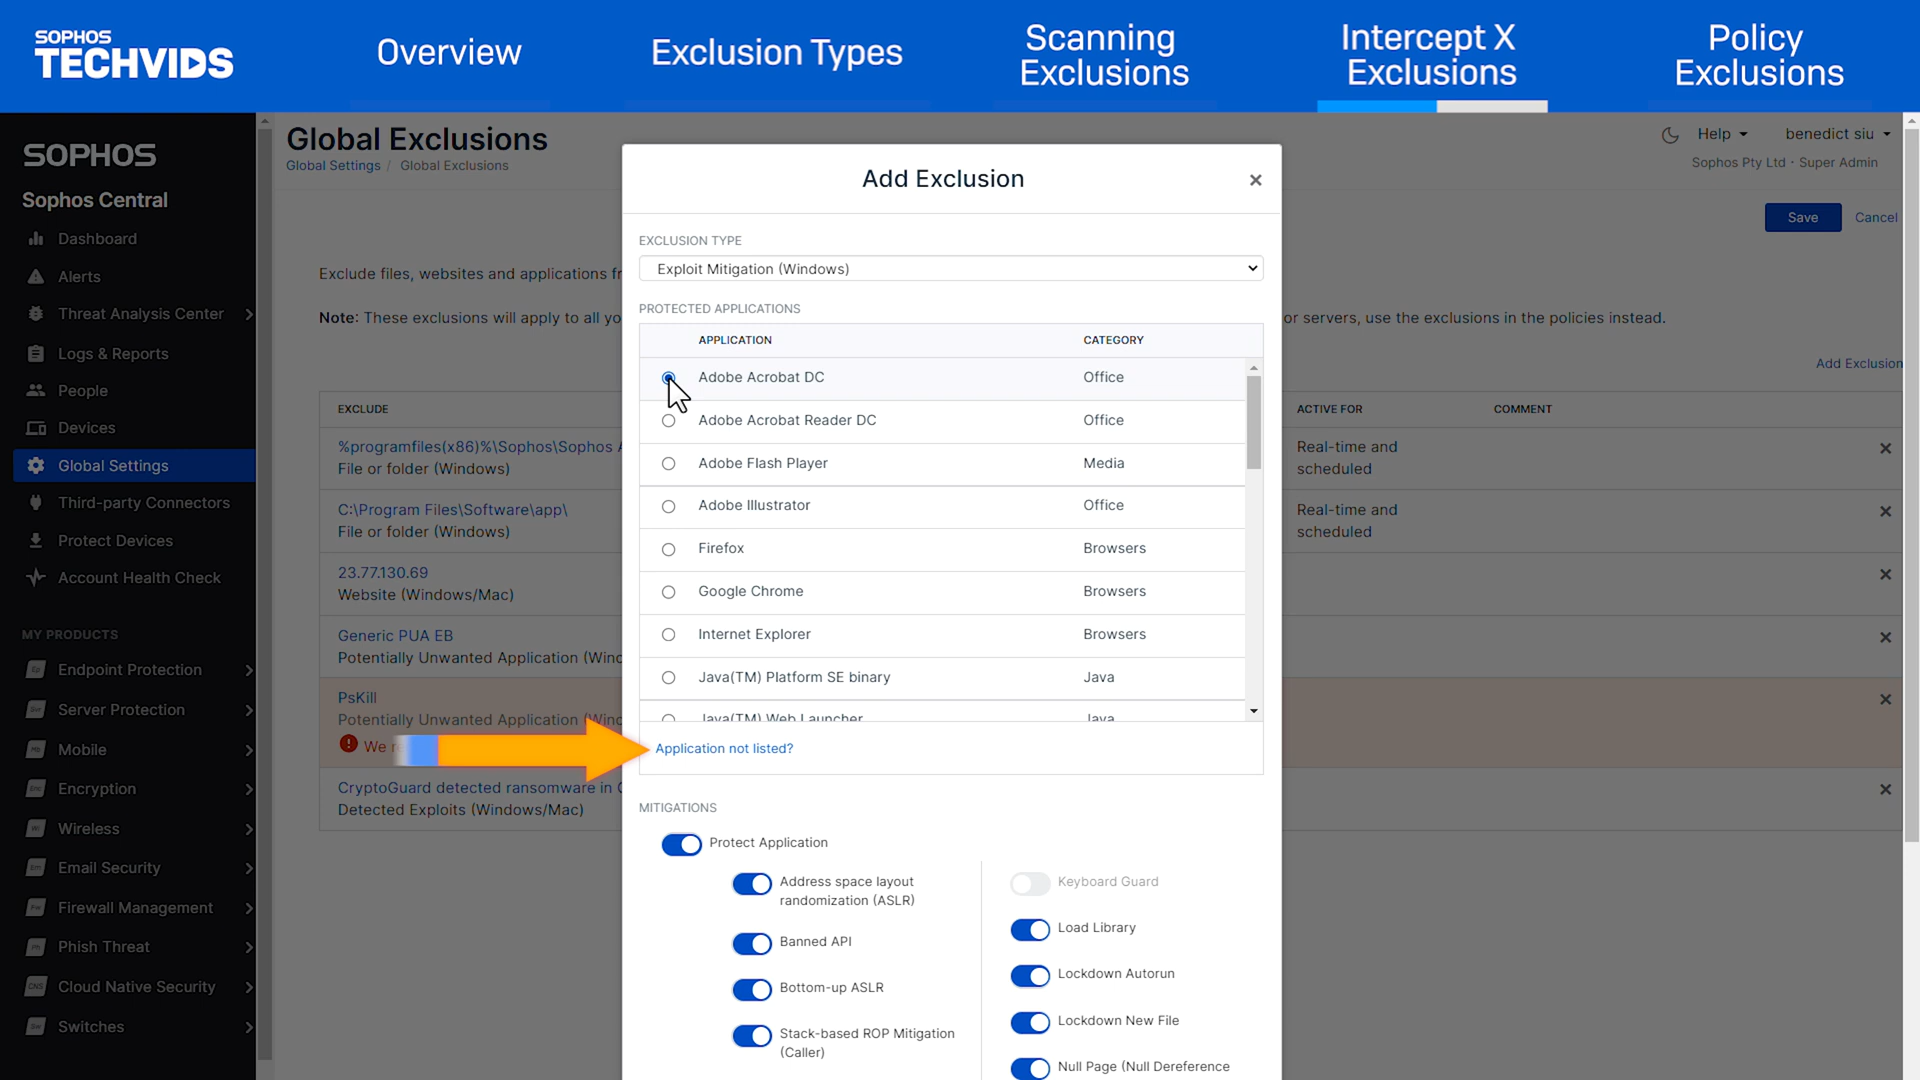 SOPHOS
TECHVIDS
Overview
Exclusion Types
Scanning
Exclusions
Intercept X
Exclusions
Policy
Exclusions
SOPHOS
Sophos Central
Dashboard
Alerts
Threat Analysis Center
Logs & Reports
People
Devices
Global Settings
Third-party Connectors
Protect Devices
Account Health Check
MY PRODUCTS
Endpoint Protection
Server Protection
Mobile
Encryption
Wireless
Email Security
Firewall Management
Phish Threat
Cloud Native Security
Switches
Global Exclusions
Global Settings / Global Exclusions
Help
benedict siu
Sophos Pty Ltd · Super Admin
Save
Cancel
Exclude files, websites and applications
Note: These exclusions will apply to all
or servers, use the exclusions in the policies instead.
Add Exclusion
EXCLUDE
ACTIVE FOR
COMMENT
%programfiles(x86)%\Sophos\Sophos
File or folder (Windows)
Real-time and
scheduled
C:\Program Files\Software\app\
File or folder (Windows)
Real-time and
scheduled
23.77.130.69
Website (Windows/Mac)
Generic PUA EB
Potentially Unwanted Application
PsKill
Potentially Unwanted Application
We
CryptoGuard detected ransomware in
Detected Exploits (Windows/Mac)
Add Exclusion
EXCLUSION TYPE
Exploit Mitigation (Windows)
PROTECTED APPLICATIONS
APPLICATION
CATEGORY
Adobe Acrobat DC
Office
Adobe Acrobat Reader DC
Office
Adobe Flash Player
Media
Adobe Illustrator
Office
Firefox
Browsers
Google Chrome
Browsers
Internet Explorer
Browsers
Java(TM) Platform SE binary
Java
Java(TM) Web Launcher
Java
Application not listed?
MITIGATIONS
Protect Application
Address space layout
randomization (ASLR)
Banned API
Bottom-up ASLR
Stack-based ROP Mitigation
(Caller)
Keyboard Guard
Load Library
Lockdown Autorun
Lockdown New File
Null Page (Null Dereference